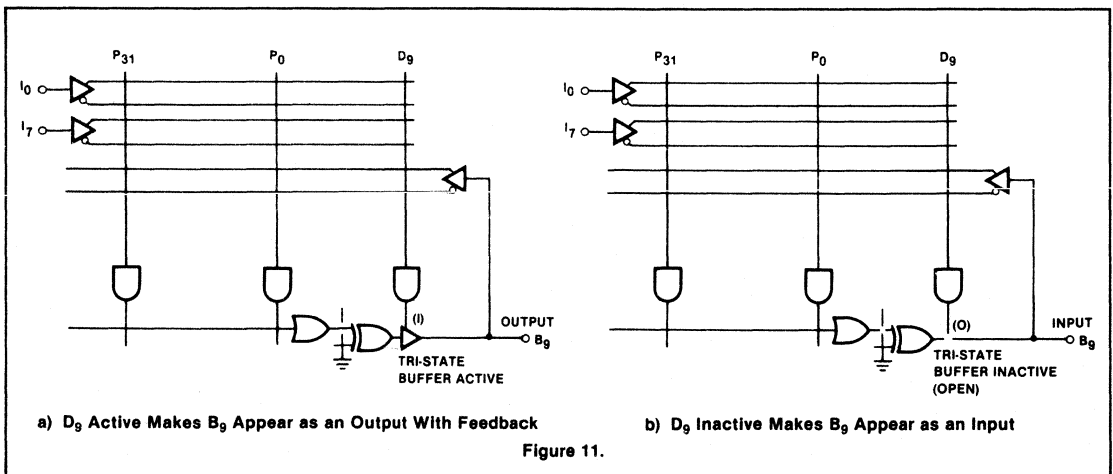 P31 P0 D9
I0
I7
(I)
OUTPUT
B9
TRI-STATE
BUFFER ACTIVE
a) D9 Active Makes B9 Appear as an Output With Feedback
P31 P0 D9
I0
I7
(O)
INPUT
B9
TRI-STATE
BUFFER INACTIVE
(OPEN)
b) D9 Inactive Makes B9 Appear as an Input
Figure 11.